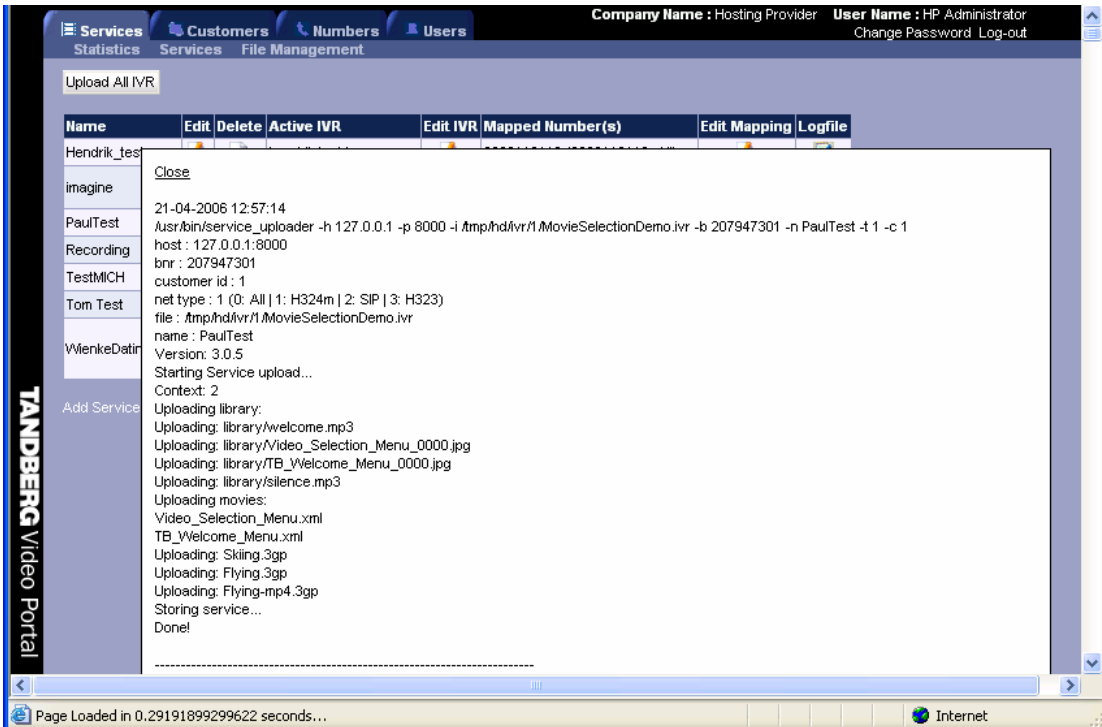 Company Name : Hosting Provider User Name : HP Administrator
Services Customers Numbers Users
Change Password Log-out
Statistics Services File Management
Upload All IVR
Name Edit Delete Active IVR Edit IVR Mapped Number(s) Edit Mapping Logfile
Hendrik_test
imagine
PaulTest
Recording
TestMICH
Tom Test
WienkeDatin
Add Service
Close
21-04-2006 12:57:14
/usr/bin/service_uploader -h 127.0.0.1 -p 8000 -i /tmp/hd/ivr/1/MovieSelectionDemo.ivr -b 207947301 -n PaulTest -t 1 -c 1
host : 127.0.0.1:8000
bnr : 207947301
customer id : 1
net type : 1 (0: All | 1: H324m | 2: SIP | 3: H323)
file : /tmp/hd/ivr/1/MovieSelectionDemo.ivr
name : PaulTest
Version: 3.0.5
Starting Service upload...
Context: 2
Uploading library:
Uploading: library/welcome.mp3
Uploading: library/Video_Selection_Menu_0000.jpg
Uploading: library/TB_Welcome_Menu_0000.jpg
Uploading: library/silence.mp3
Uploading movies:
Video_Selection_Menu.xml
TB_Welcome_Menu.xml
Uploading: Skiing.3gp
Uploading: Flying.3gp
Uploading: Flying-mp4.3gp
Storing service...
Done!
--------------------------------------------------------------------------
TANDBERG Video Portal
Page Loaded in 0.29191899299622 seconds...
Internet